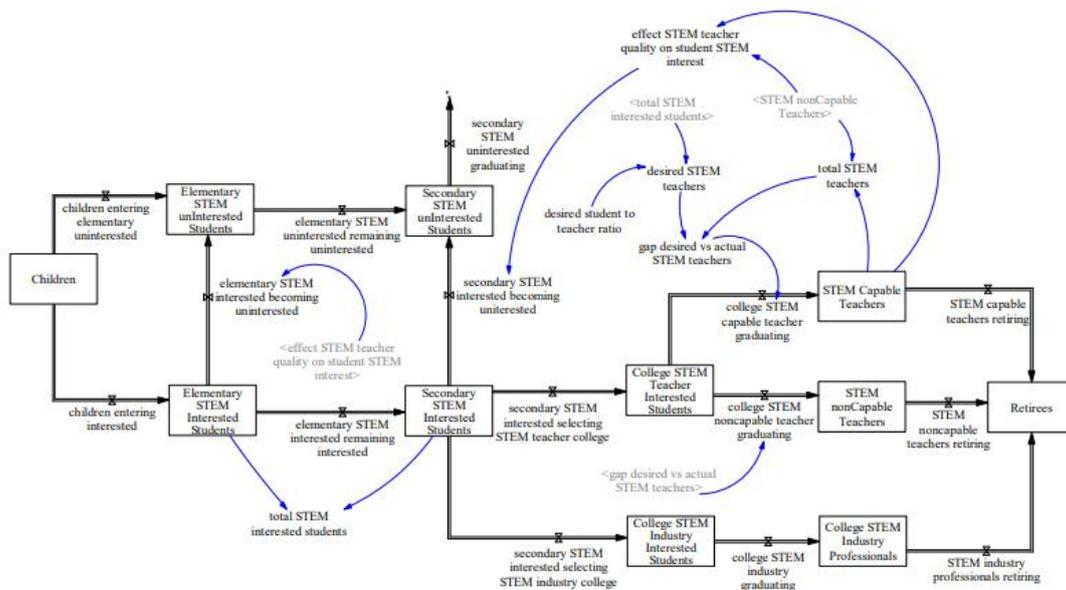 effect STEM teacher
quality on student STEM
interest
<total STEM
interested students>
<STEM nonCapable
Teachers>
secondary
STEM
uninterested
graduating
desired STEM
teachers
total STEM
teachers
Elementary
STEM
unInterested
Students
Secondary
STEM
unInterested
Students
children entering
elementary
uninterested
elementary STEM
uninterested remaining
uninterested
desired student to
teacher ratio
gap desired vs actual
STEM teachers
Children
elementary STEM
interested becoming
uninterested
secondary STEM
interested becoming
uniterested
STEM Capable
Teachers
college STEM
capable teacher
graduating
STEM capable
teachers retiring
<effect STEM teacher
quality on student STEM
interest>
Elementary
STEM
Interested
Students
Secondary
STEM
Interested
Students
College STEM
Teacher
Interested
Students
STEM
nonCapable
Teachers
Retirees
children entering
interested
elementary STEM
interested remaining
interested
secondary STEM
interested selecting
STEM teacher college
college STEM
noncapable teacher
graduating
STEM
noncapable
teachers retiring
<gap desired vs actual
STEM teachers>
total STEM
interested students
College STEM
Industry
Interested
Students
College STEM
Industry
Professionals
secondary STEM
interested selecting
STEM industry college
college STEM
industry
graduating
STEM industry
professionals retiring